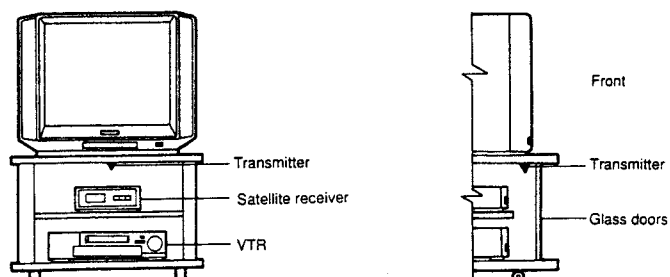 Transmitter
Satellite receiver
VTR
Front
Transmitter
Glass doors